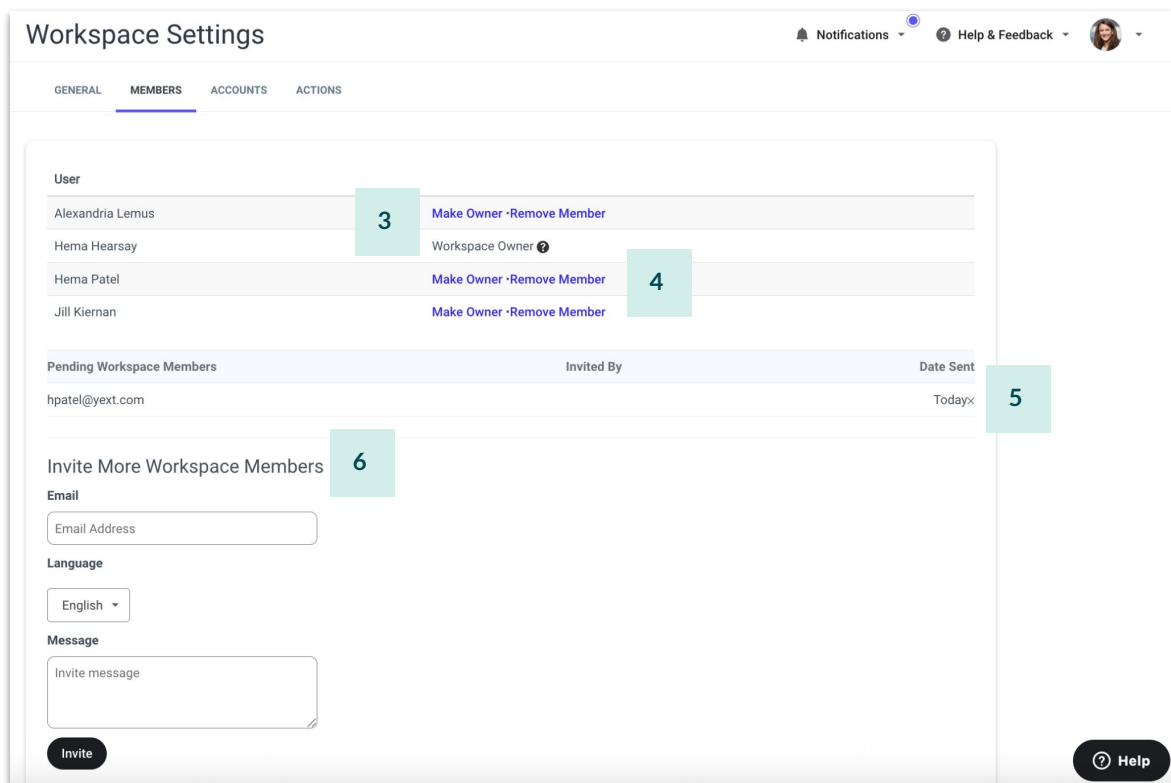 Workspace Settings
Notifications
Help & Feedback
GENERAL MEMBERS ACCOUNTS ACTIONS
User
Alexandria Lemus 3 Make Owner ·Remove Member
Hema Hearsay Workspace Owner ?
Hema Patel Make Owner ·Remove Member 4
Jill Kiernan Make Owner ·Remove Member
Pending Workspace Members Invited By Date Sent
hpatel@yext.com Today× 5
Invite More Workspace Members 6
Email
Email Address
Language
English
Message
Invite message
Invite
Help